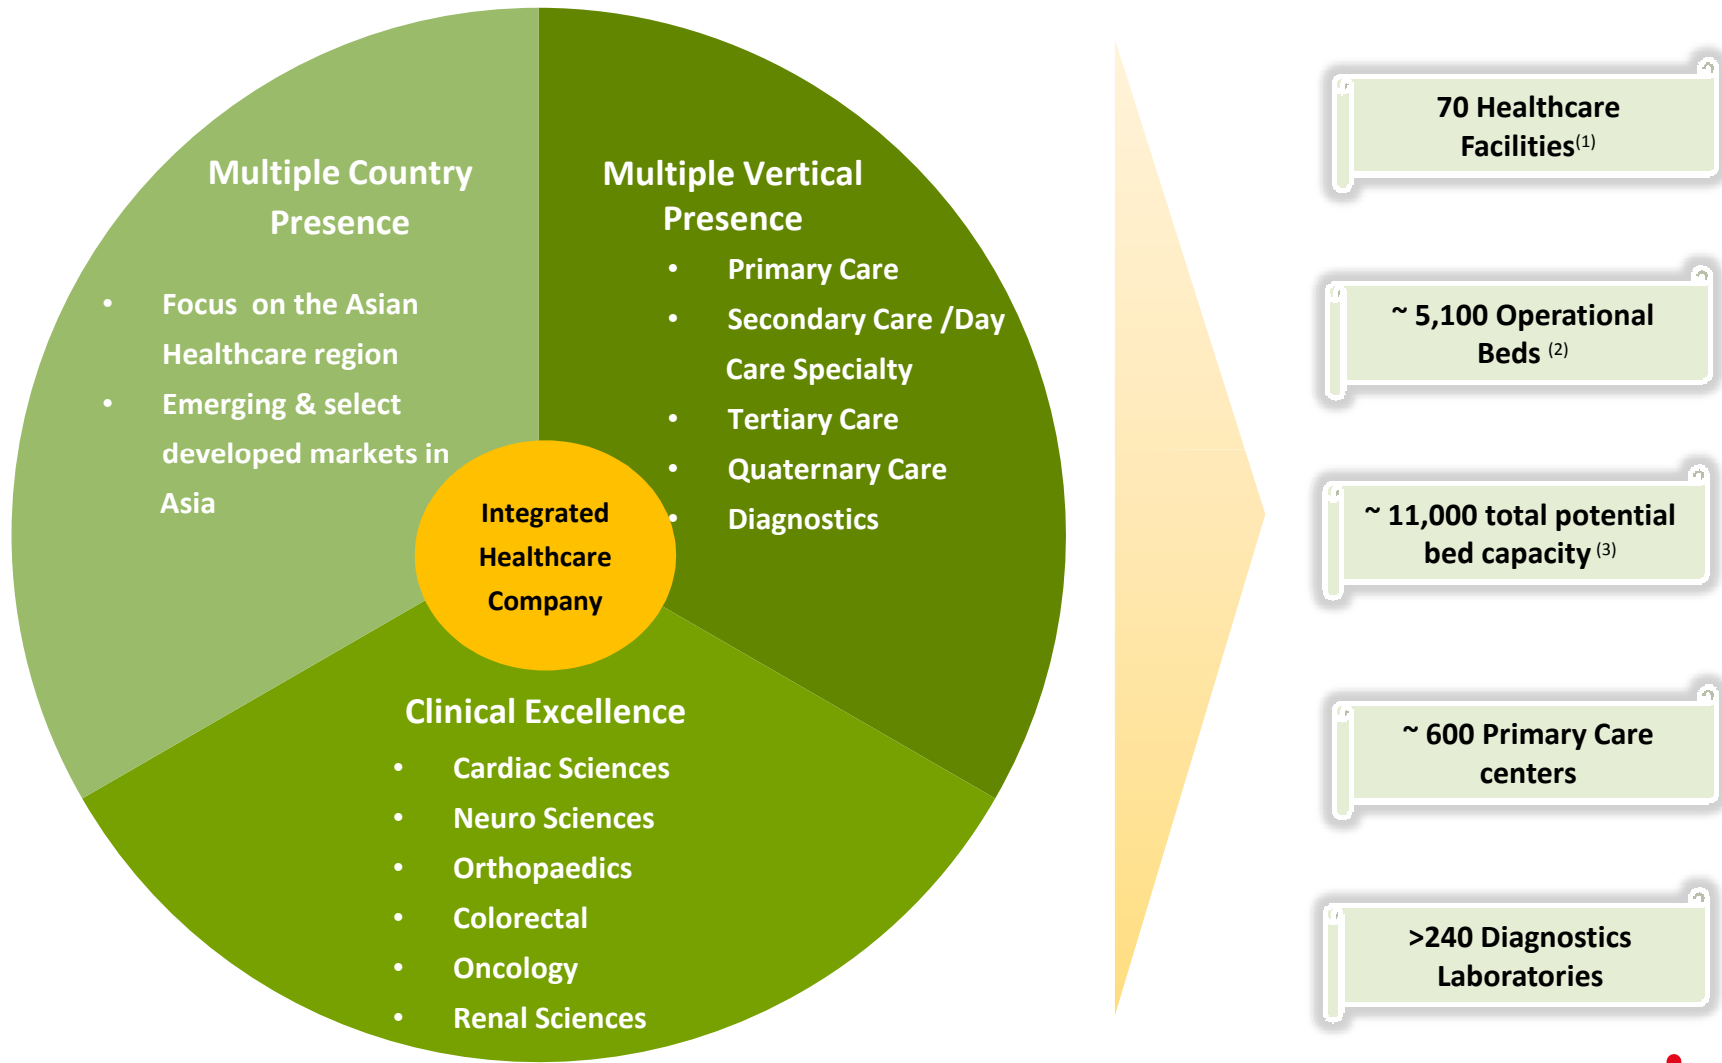 Multiple Country
Presence
• Focus on the Asian
Healthcare region
• Emerging & select
developed markets in
Asia
Multiple Vertical
Presence
• Primary Care
• Secondary Care /Day
Care Specialty
• Tertiary Care
• Quaternary Care
• Diagnostics
Integrated
Healthcare
Company
Clinical Excellence
• Cardiac Sciences
• Neuro Sciences
• Orthopaedics
• Colorectal
• Oncology
• Renal Sciences
70 Healthcare
Facilities(1)
~ 5,100 Operational
Beds (2)
~ 11,000 total potential
bed capacity (3)
~ 600 Primary Care
centers
>240 Diagnostics
Laboratories